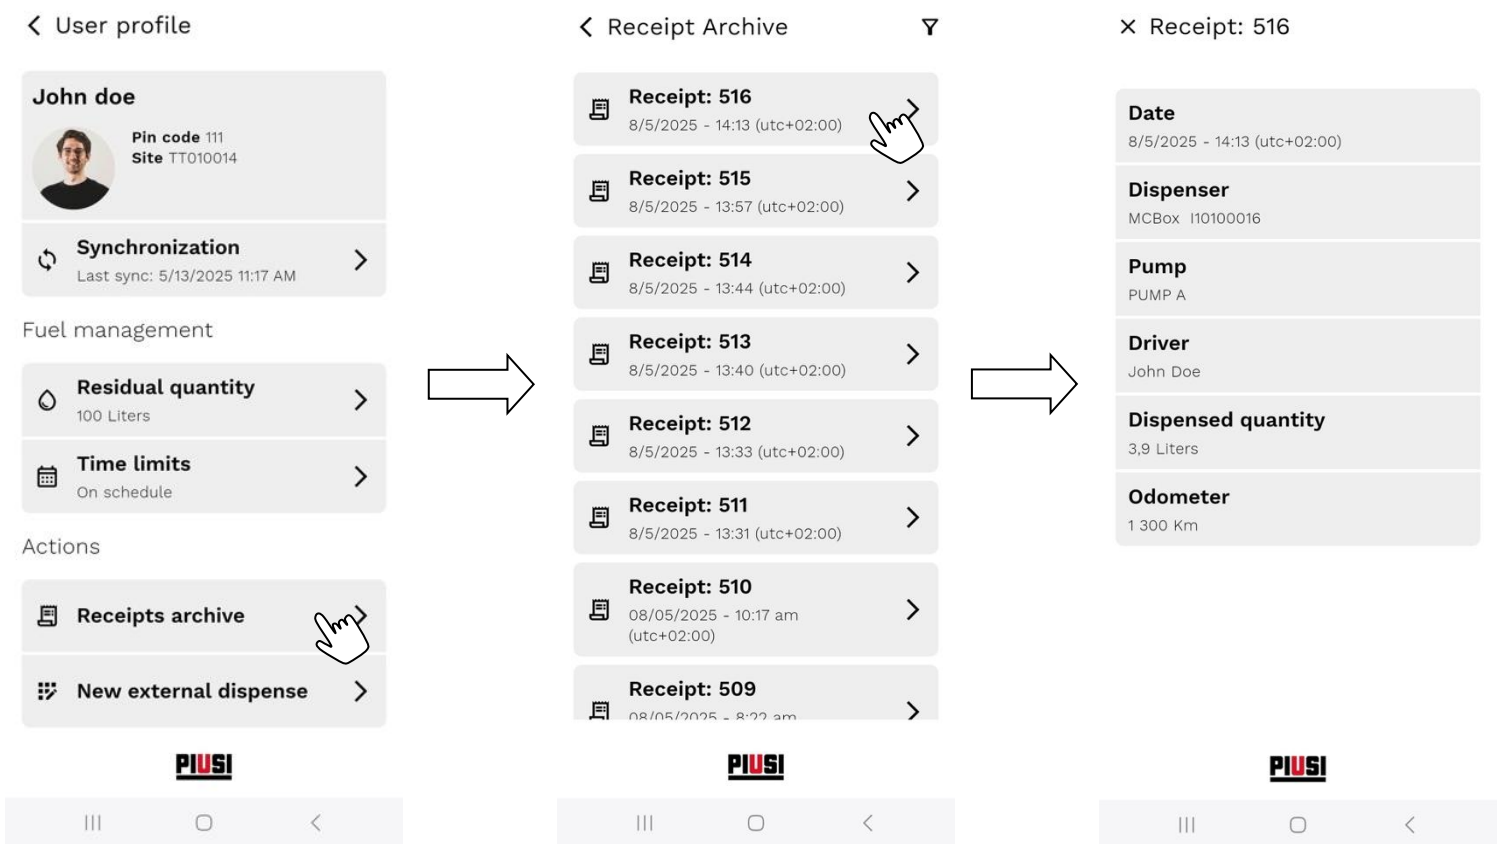 User profile
John doe
Pin code 111
Site TT010014
Synchronization
Last sync: 5/13/2025 11:17 AM
Fuel management
Residual quantity
100 Liters
Time limits
On schedule
Actions
Receipts archive
New external dispense
PIUSI
Receipt Archive
Receipt: 516
8/5/2025 - 14:13 (utc+02:00)
Receipt: 515
8/5/2025 - 13:57 (utc+02:00)
Receipt: 514
8/5/2025 - 13:44 (utc+02:00)
Receipt: 513
8/5/2025 - 13:40 (utc+02:00)
Receipt: 512
8/5/2025 - 13:33 (utc+02:00)
Receipt: 511
8/5/2025 - 13:31 (utc+02:00)
Receipt: 510
08/05/2025 - 10:17 am
(utc+02:00)
Receipt: 509
08/05/2025 - 8:22 am
PIUSI
Receipt: 516
Date
8/5/2025 - 14:13 (utc+02:00)
Dispenser
MCBox I10100016
Pump
PUMP A
Driver
John Doe
Dispensed quantity
3,9 Liters
Odometer
1 300 Km
PIUSI